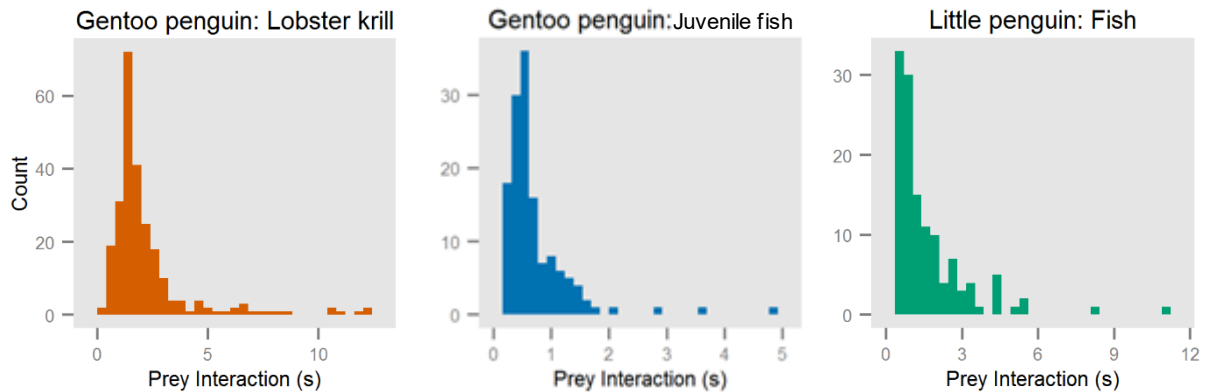 Gentoo penguin: Lobster krill
Count
60
40
20
0
0 5 10
Prey Interaction (s)
Gentoo penguin:Juvenile fish
30
20
10
0
0 1 2 3 4 5
Prey Interaction (s)
Little penguin: Fish
30
20
10
0
0 3 6 9 12
Prey Interaction (s)